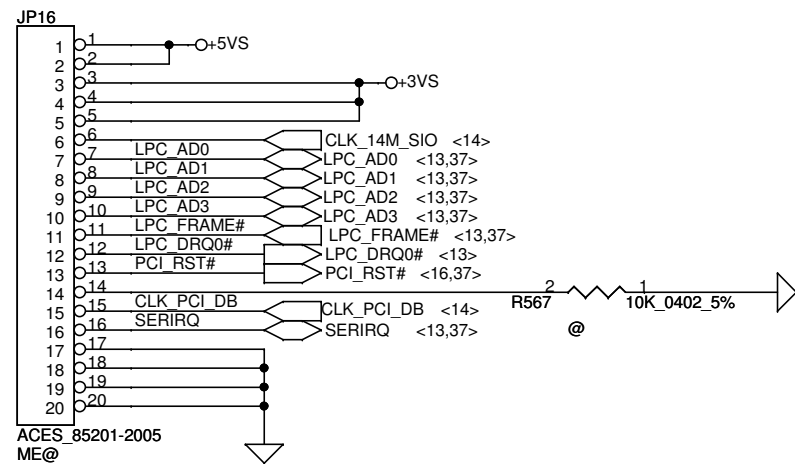 JP16
1 1 +5VS
2 2
3 3 +3VS
4 4
5 5
6 6 CLK_14M_SIO <14>
7 7 LPC_AD0 LPC_AD0 <13,37>
8 8 LPC_AD1 LPC_AD1 <13,37>
9 9 LPC_AD2 LPC_AD2 <13,37>
10 10 LPC_AD3 LPC_AD3 <13,37>
11 11 LPC_FRAME# LPC_FRAME# <13,37>
12 12 LPC_DRQ0# LPC_DRQ0# <13>
13 13 PCI_RST# PCI_RST# <16,37>
14 14 2 1
R567 10K_0402_5%
15 15 CLK_PCI_DB CLK_PCI_DB <14>
16 16 SERIRQ SERIRQ <13,37> @
17 17
18 18
19 19
20 20
ACES_85201-2005
ME@